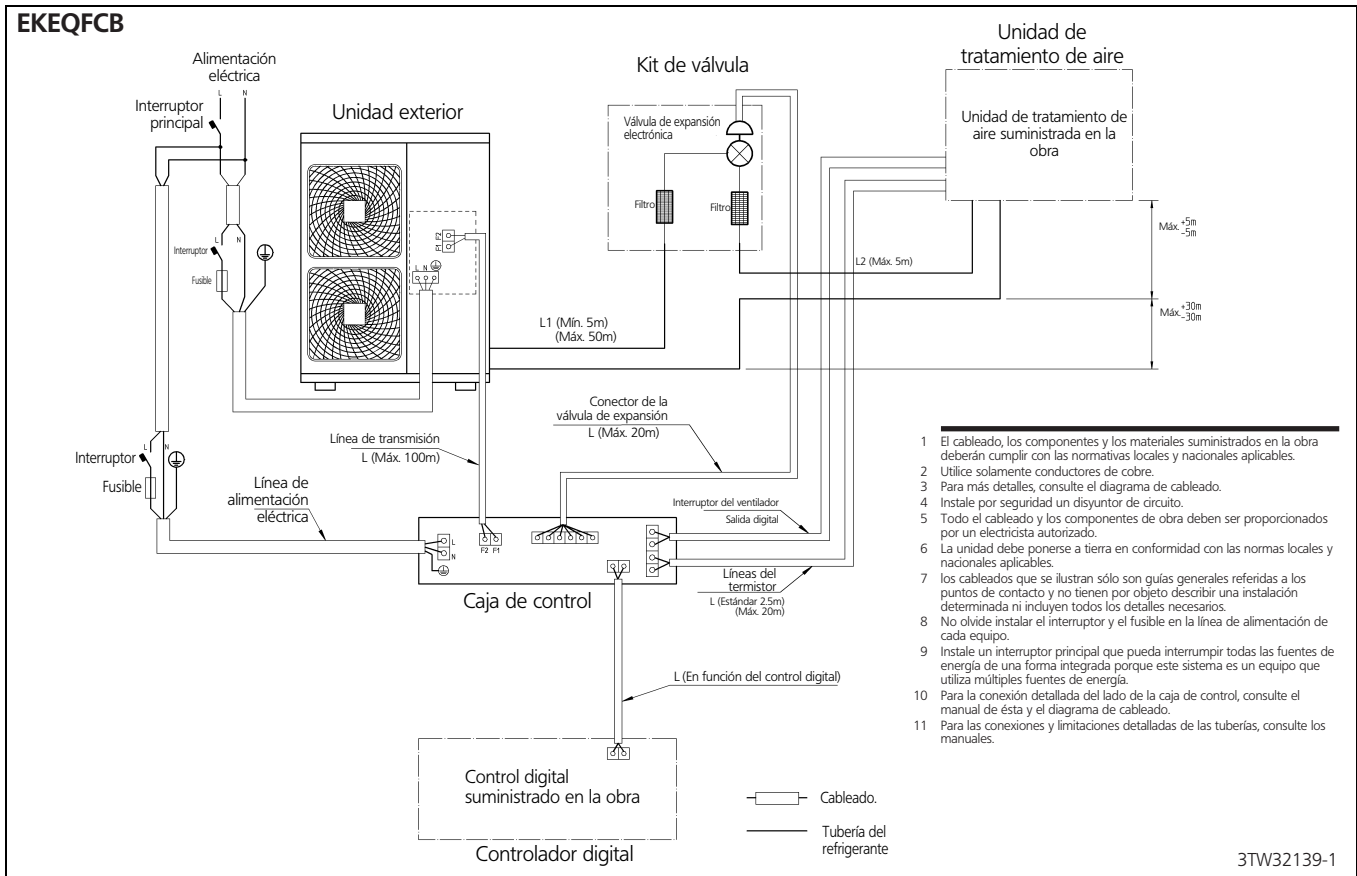 EKEQFCB
Alimentación
eléctrica
L N
Interruptor
principal
Unidad exterior
Kit de válvula
Unidad de
tratamiento de aire
Válvula de expansión
electrónica
Unidad de tratamiento de
aire suministrada en la
obra
Filtro
Filtro
F2
F1
L N
Interruptor
Fusible
L N
L2 (Máx. 5m)
Máx. +5m
-5m
L1 (Mín. 5m)
(Máx. 50m)
Máx. +30m
-30m
Conector de la
válvula de expansión
L (Máx. 20m)
Línea de transmisión
L (Máx. 100m)
L N
Interruptor
Fusible
Línea de
alimentación
eléctrica
Interruptor del ventilador
Salida digital
L
N
F2 F1
Caja de control
Líneas del
termistor
L (Estándar 2.5m)
(Máx. 20m)
L (En función del control digital)
Control digital
suministrado en la obra
Controlador digital
Cableado.
Tubería del
refrigerante
1 El cableado, los componentes y los materiales suministrados en la obra
deberán cumplir con las normativas locales y nacionales aplicables.
2 Utilice solamente conductores de cobre.
3 Para más detalles, consulte el diagrama de cableado.
4 Instale por seguridad un disyuntor de circuito.
5 Todo el cableado y los componentes de obra deben ser proporcionados
por un electricista autorizado.
6 La unidad debe ponerse a tierra en conformidad con las normas locales y
nacionales aplicables.
7 los cableados que se ilustran sólo son guías generales referidas a los
puntos de contacto y no tienen por objeto describir una instalación
determinada ni incluyen todos los detalles necesarios.
8 No olvide instalar el interruptor y el fusible en la línea de alimentación de
cada equipo.
9 Instale un interruptor principal que pueda interrumpir todas las fuentes de
energía de una forma integrada porque este sistema es un equipo que
utiliza múltiples fuentes de energía.
10 Para la conexión detallada del lado de la caja de control, consulte el
manual de ésta y el diagrama de cableado.
11 Para las conexiones y limitaciones detalladas de las tuberías, consulte los
manuales.
3TW32139-1